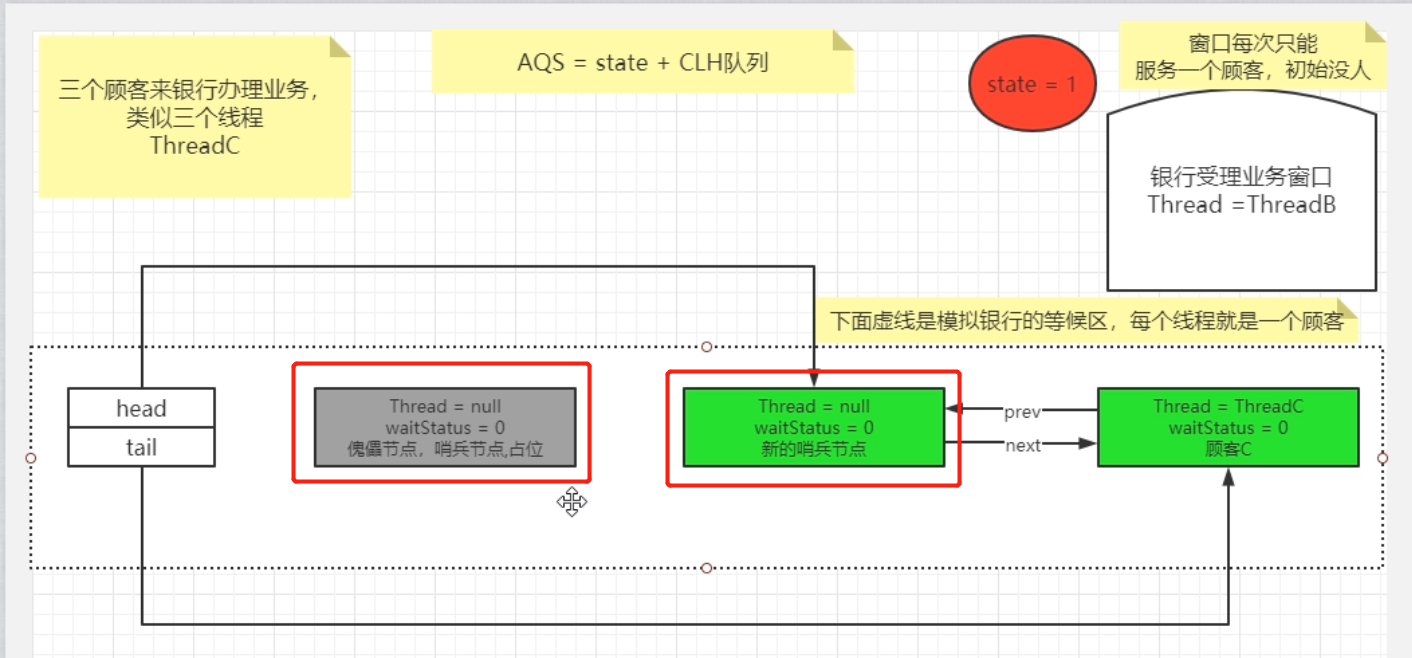 三个顾客来银行办理业务，
类似三个线程
ThreadC
AQS = state + CLH队列
state = 1
窗口每次只能
服务一个顾客，初始没人
银行受理业务窗口
Thread =ThreadB
下面虚线是模拟银行的等候区，每个线程就是一个顾客
head
tail
Thread = null
waitStatus = 0
傀儡节点，哨兵节点,占位
Thread = null
waitStatus = 0
新的哨兵节点
prev
next
Thread = ThreadC
waitStatus = 0
顾客C